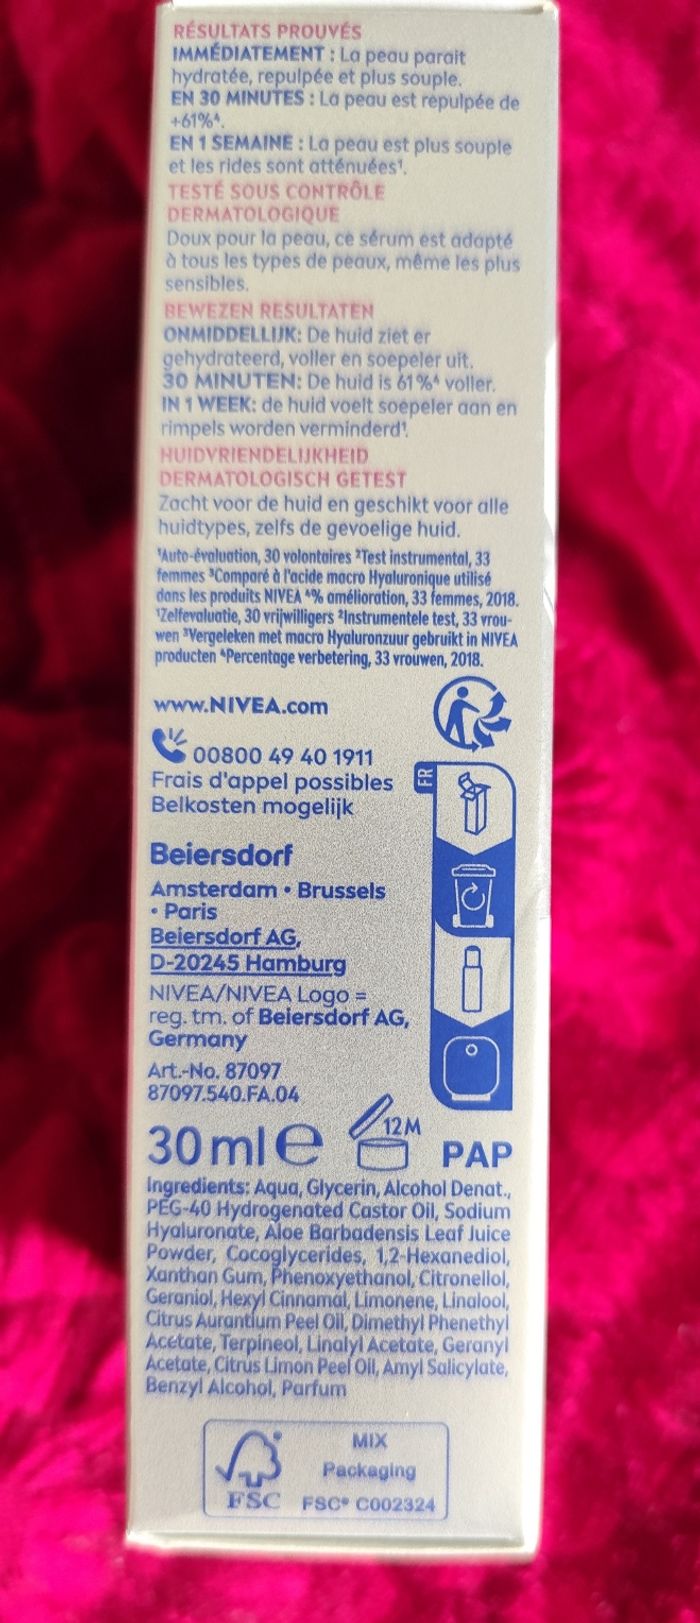 RÉSULTATS PROUVÉS
IMMÉDIATEMENT : La peau parait
hydratée, repulpée et plus souple.
EN 30 MINUTES : La peau est repulpée de
+61%⁴.
EN 1 SEMAINE : La peau est plus souple
et les rides sont atténuées¹.
TESTÉ SOUS CONTRÔLE
DERMATOLOGIQUE
Doux pour la peau, ce sérum est adapté
à tous les types de peaux, même les plus
sensibles.
BEWEZEN RESULTATEN
ONMIDDELLIJK: De huid ziet er
gehydrateerd, voller en soepeler uit.
30 MINUTEN: De huid is 61%⁴ voller.
IN 1 WEEK: de huid voelt soepeler aan en
rimpels worden verminderd¹.
HUIDVRIENDELIJKHEID
DERMATOLOGISCH GETEST
Zacht voor de huid en geschikt voor alle
huidtypes, zelfs de gevoelige huid.
¹Auto-évaluation, 30 volontaires ²Test instrumental, 33
femmes ³Comparé à l'acide macro Hyaluronique utilisé
dans les produits NIVEA ⁴% amélioration, 33 femmes, 2018.
¹Zelfevaluatie, 30 vrijwilligers ²Instrumentele test, 33 vrou-
wen ³Vergeleken met macro Hyaluronzuur gebruikt in NIVEA
producten ⁴Percentage verbetering, 33 vrouwen, 2018.
www.NIVEA.com
00800 49 40 1911
Frais d'appel possibles
Belkosten mogelijk
FR
Beiersdorf
Amsterdam • Brussels
• Paris
Beiersdorf AG,
D-20245 Hamburg
NIVEA/NIVEA Logo =
reg. tm. of Beiersdorf AG,
Germany
Art.-No. 87097
87097.540.FA.04
30 ml e 12M PAP
Ingredients: Aqua, Glycerin, Alcohol Denat.,
PEG-40 Hydrogenated Castor Oil, Sodium
Hyaluronate, Aloe Barbadensis Leaf Juice
Powder, Cocoglycerides, 1,2-Hexanediol,
Xanthan Gum, Phenoxyethanol, Citronellol,
Geraniol, Hexyl Cinnamal, Limonene, Linalool,
Citrus Aurantium Peel Oil, Dimethyl Phenethyl
Acetate, Terpineol, Linalyl Acetate, Geranyl
Acetate, Citrus Limon Peel Oil, Amyl Salicylate,
Benzyl Alcohol, Parfum
MIX
Packaging
FSC FSC® C002324